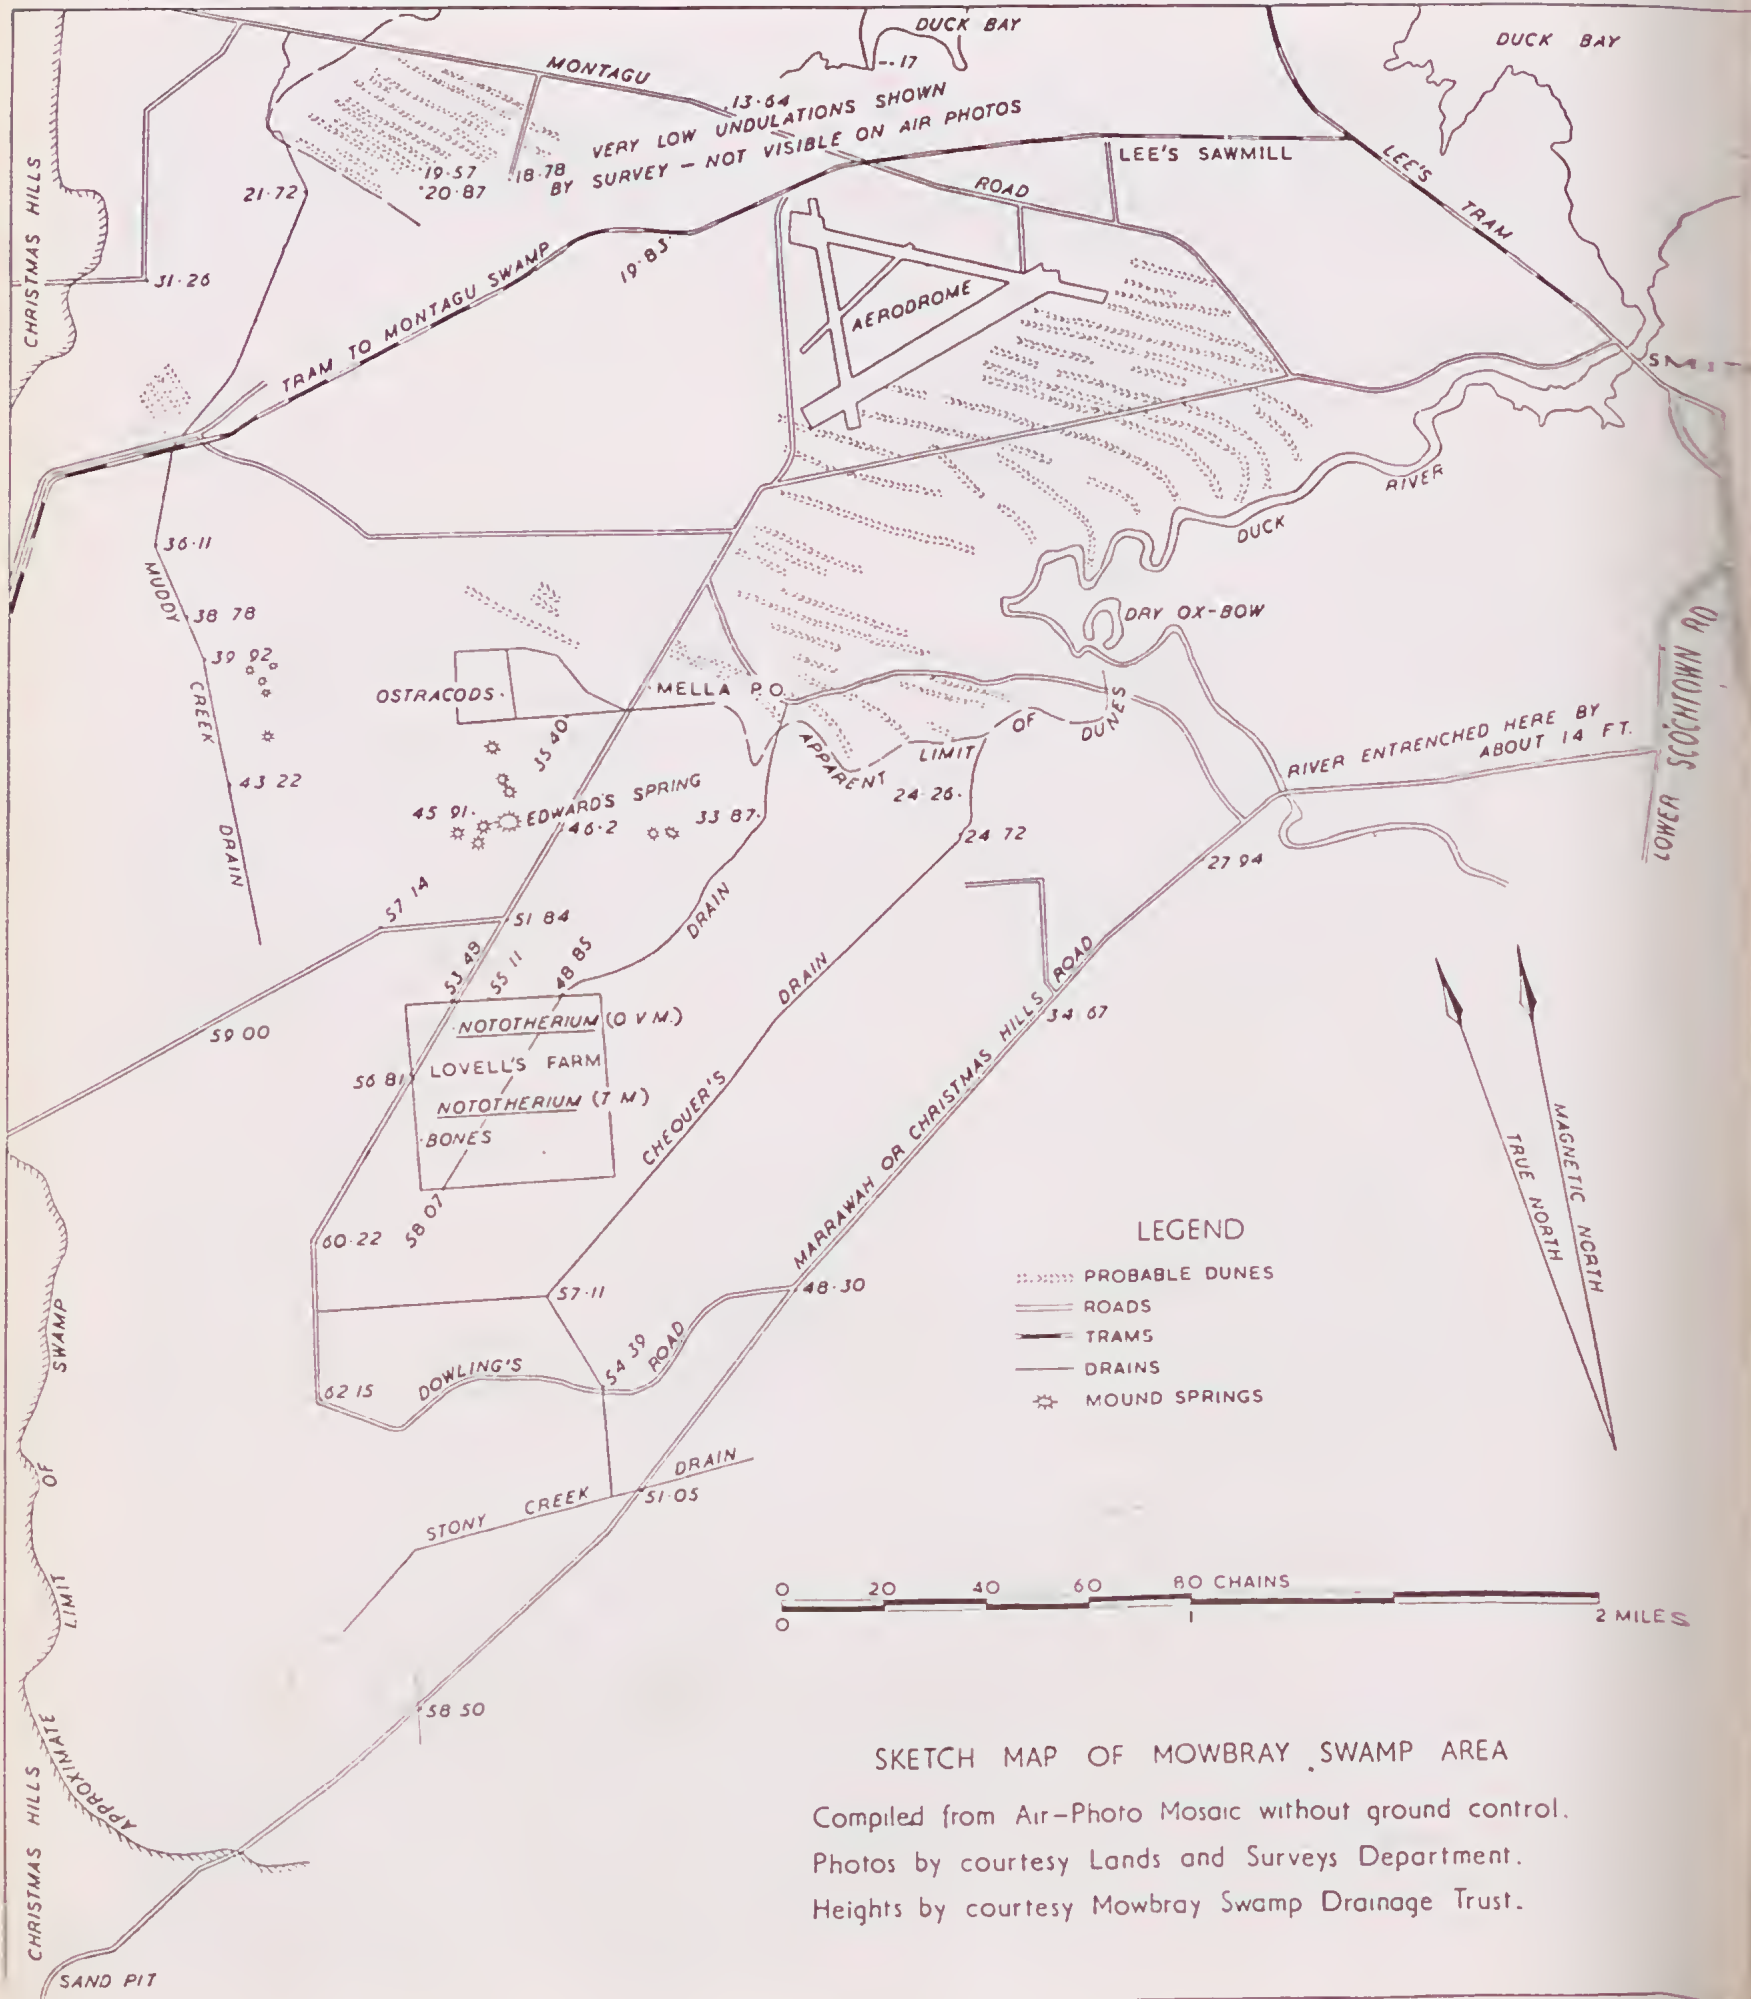 DUCK BAY
DUCK BAY
MONTAGU
--·17
.13·64
VERY LOW UNDULATIONS SHOWN
BY SURVEY – NOT VISIBLE ON AIR PHOTOS
LEE'S SAWMILL
LEE'S TRAM
CHRISTMAS HILLS
19·57
18·78
20·87
21·72
ROAD
TRAM TO MONTAGU SWAMP
19·83
31·26
AERODROME
RIVER
DUCK
36·11
MUDDY
38 78
39 92
CREEK
DRAIN
43 22
DRY OX-BOW
LOWER SCOTCHTOWN RD
OSTRACODS
MELLA P.O.
35 40
APPARENT LIMIT OF DUNES
RIVER ENTRENCHED HERE BY
ABOUT 14 FT.
45 91
EDWARD'S SPRING
46·2
33 87
24·26
24 72
27 94
57 14
51 84
DRAIN
53 49
55 11
48 85
DRAIN
59 00
NOTOTHERIUM (O V M.)
LOVELL'S FARM
56 81
NOTOTHERIUM (T M)
BONES
CHEQUER'S
34 67
MARRAWAH OR CHRISTMAS HILLS ROAD
MAGNETIC NORTH
TRUE NORTH
60·22
58 07
57·11
48·30
SWAMP
62 15
DOWLING'S
54 39
ROAD
LEGEND
PROBABLE DUNES
ROADS
TRAMS
DRAINS
MOUND SPRINGS
OF
STONY CREEK DRAIN
51·05
LIMIT
0 20 40 60 80 CHAINS
0 1 2 MILES
58 50
APPROXIMATE
CHRISTMAS HILLS
SAND PIT
SKETCH MAP OF MOWBRAY SWAMP AREA
Compiled from Air-Photo Mosaic without ground control.
Photos by courtesy Lands and Surveys Department.
Heights by courtesy Mowbray Swamp Drainage Trust.